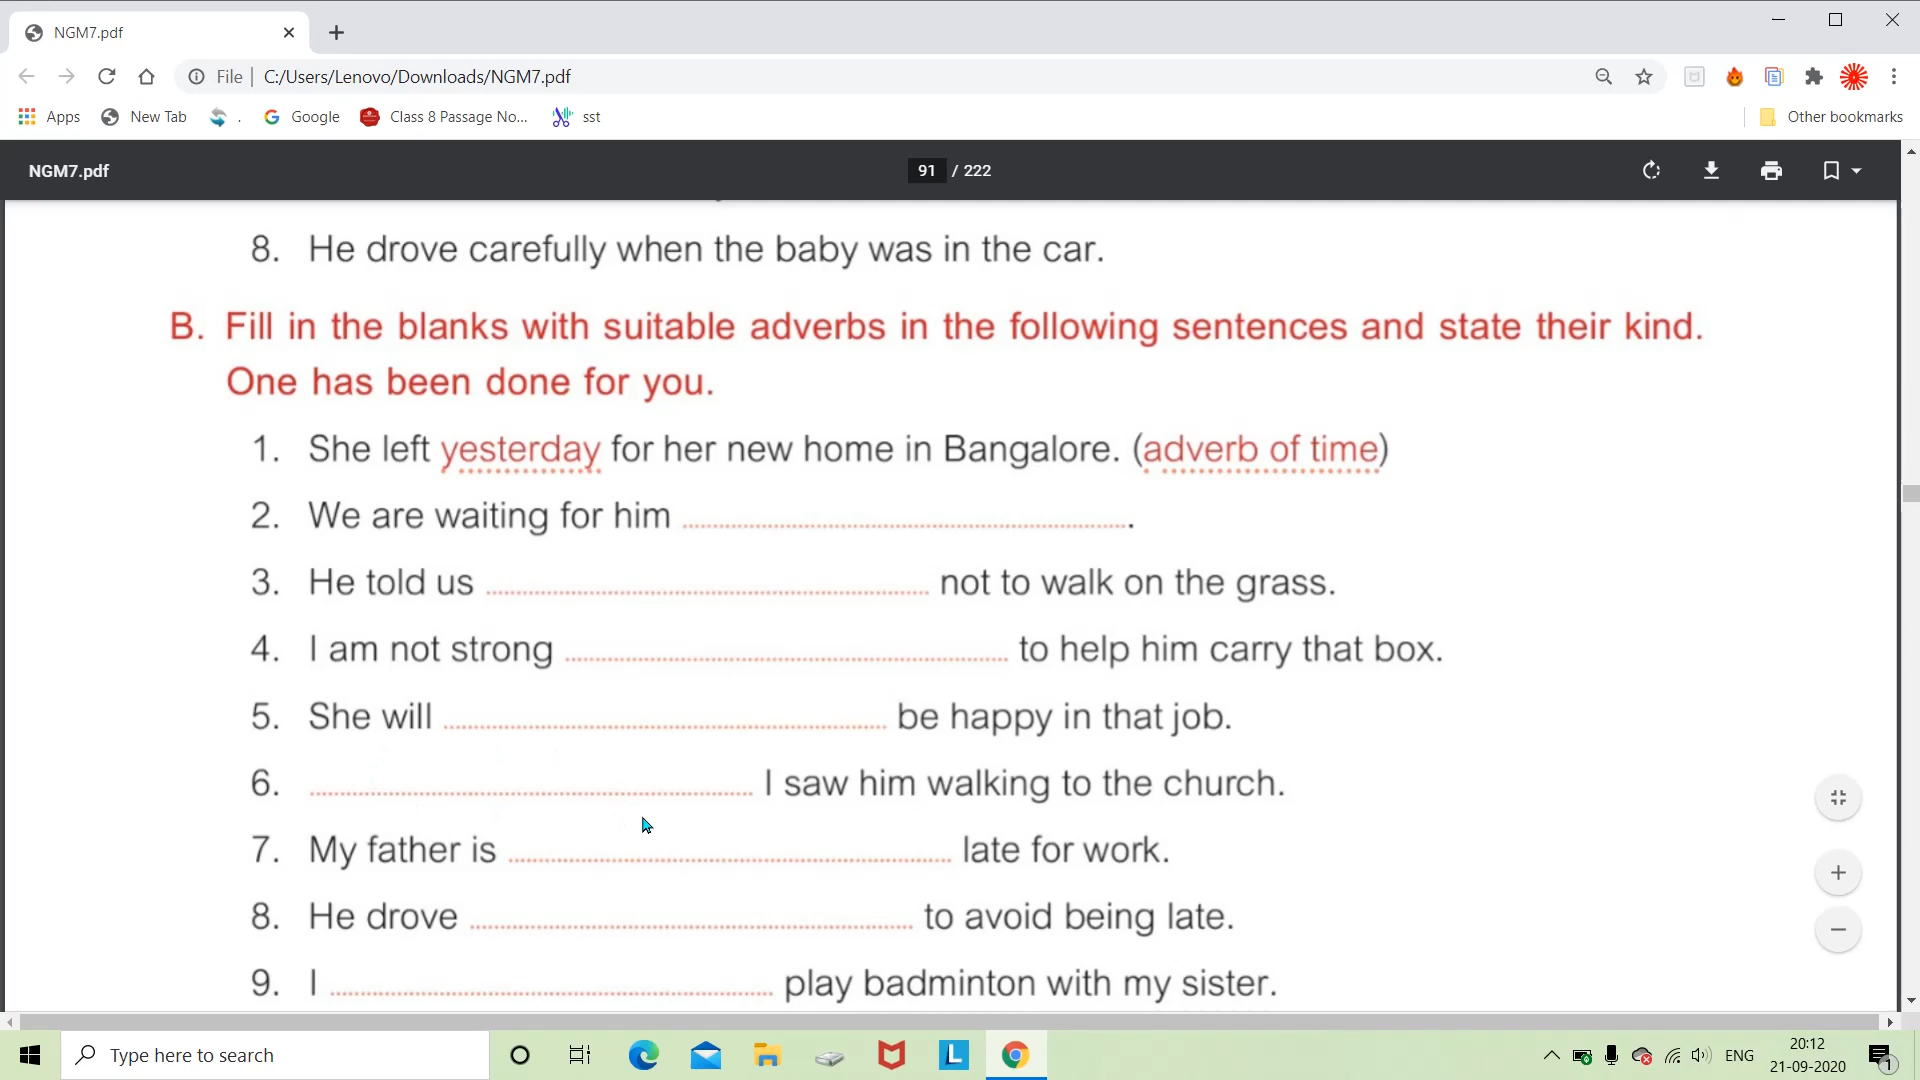 NGM7.pdf
File
C:/Users/Lenovo/Downloads/NGM7.pdf
Apps
New Tab
.
Google
Class 8 Passage No...
sst
Other bookmarks
NGM7.pdf
91 / 222
8. He drove carefully when the baby was in the car.
B. Fill in the blanks with suitable adverbs in the following sentences and state their kind.
One has been done for you.
1. She left yesterday for her new home in Bangalore. (adverb of time)
2. We are waiting for him ................................................ .
3. He told us ................................................ not to walk on the grass.
4. I am not strong ................................................ to help him carry that box.
5. She will ................................................ be happy in that job.
6. ................................................ I saw him walking to the church.
7. My father is ................................................ late for work.
8. He drove ................................................ to avoid being late.
9. I ................................................ play badminton with my sister.
Type here to search
L
ENG
20:12
21-09-2020
1